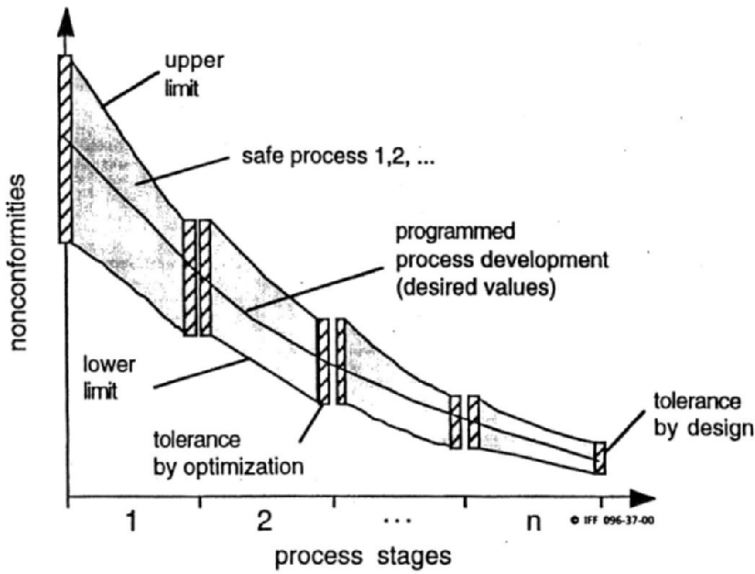 upper
limit
safe process 1,2, ...
programmed
process development
(desired values)
nonconformities
lower
limit
tolerance
by optimization
tolerance
by design
1
2
...
n
© IFF 096-37-00
process stages